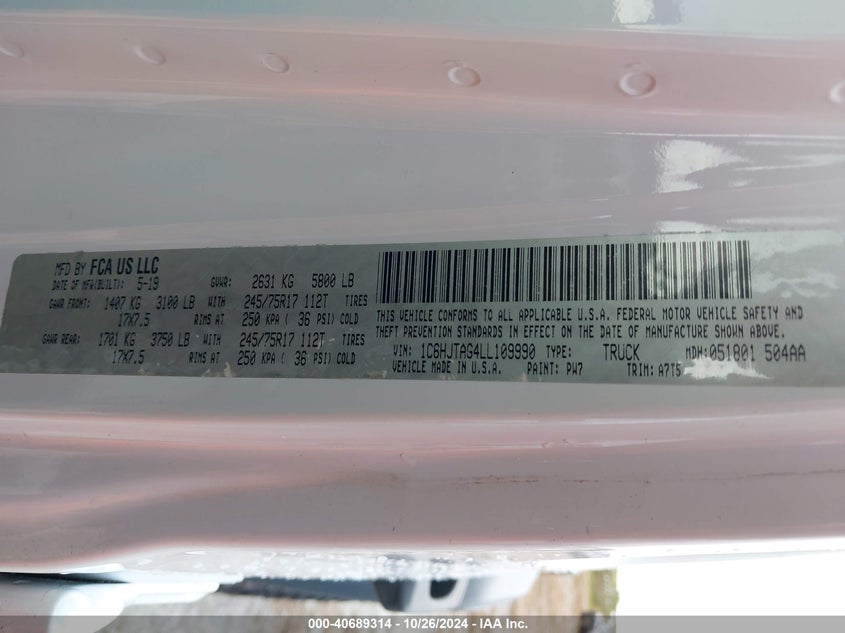 MFD BY FCA US LLC
DATE OF MFR(BUILT): 5-19 GVWR: 2631 KG 5800 LB
GAWR FRONT: 1407 KG 3100 LB WITH 245/75R17 112T TIRES
17X7.5 RIMS AT 250 KPA ( 36 PSI) COLD
GAWR REAR: 1701 KG 3750 LB WITH 245/75R17 112T TIRES
17X7.5 RIMS AT 250 KPA ( 36 PSI) COLD
THIS VEHICLE CONFORMS TO ALL APPLICABLE U.S.A. FEDERAL MOTOR VEHICLE SAFETY AND
THEFT PREVENTION STANDARDS IN EFFECT ON THE DATE OF MANUFACTURE SHOWN ABOVE.
VIN: 1C6HJTAG4LL109990 TYPE: TRUCK MDH:051801 504AA
VEHICLE MADE IN U.S.A. PAINT: PW7 TRIM: A7T5
000-40689314 - 10/26/2024 - IAA Inc.